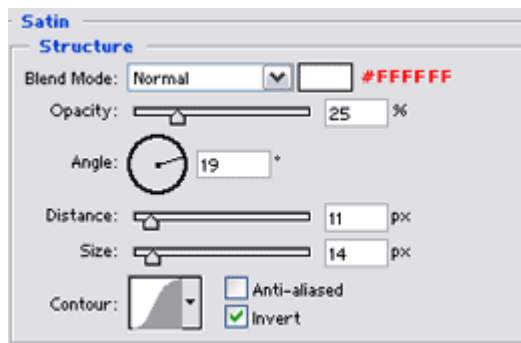 Satin
Structure
Blend Mode: Normal #FFFFFF
Opacity: 25 %
Angle: 19 °
Distance: 11 px
Size: 14 px
Contour: Anti-aliased
Invert